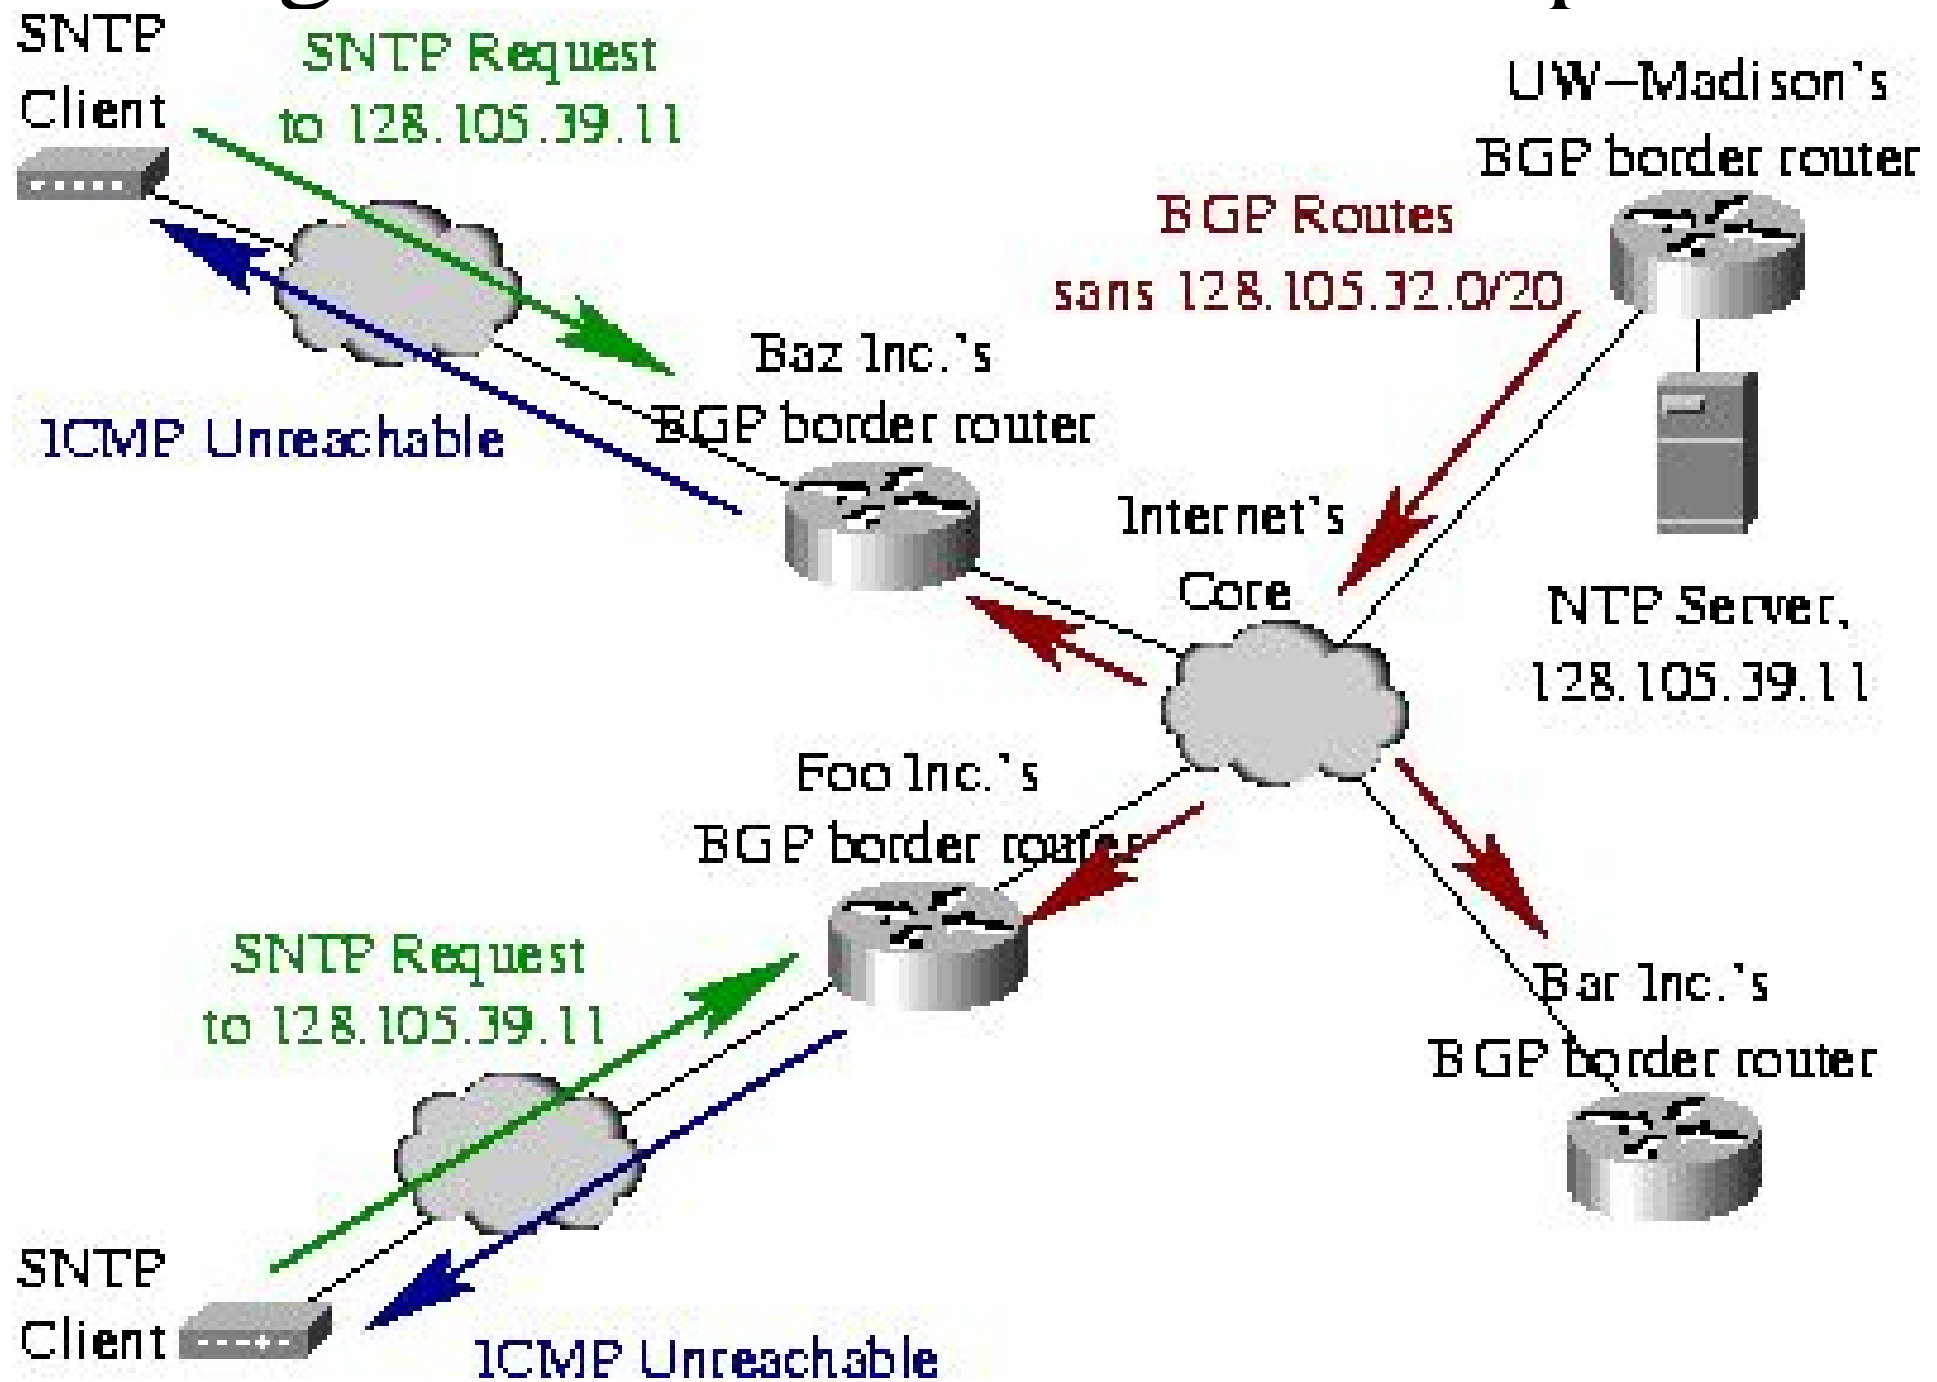 SNTP
Client
SNTP Request
to 128.105.39.11
UW-Madison's
BGP border router
BGP Routes
sans 128.105.32.0/20
Baz Inc.'s
BGP border router
ICMP Unreachable
Internet's
Core
NTP Server,
128.105.39.11
Foo Inc.'s
BGP border router
SNTP Request
to 128.105.39.11
Bar Inc.'s
BGP border router
SNTP
Client
ICMP Unreachable